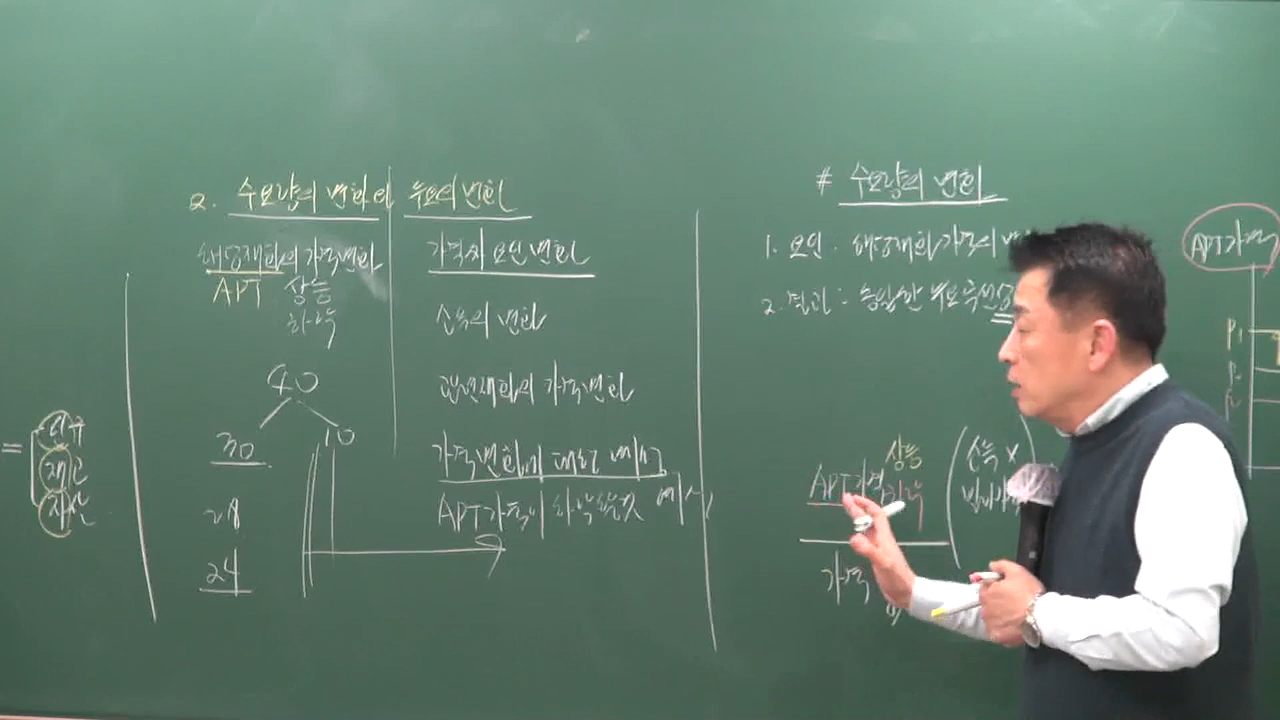 2. 수요량의 변화와 수요의 변화
해당재화의 가격변화
APT 상승
하락
40
30 10
28
24
가격外 요인변화
소득의 변화
관련재화의 가격변화
가격변화에 대한 예상
APT가격이 하락할 것 예상
# 수요량의 변화
1. 요인 : 해당재화가격의 변
2. 결과 : 동일한 수요곡선상
상승
APT가격 하락
가격
소득 X
APT가격
P1